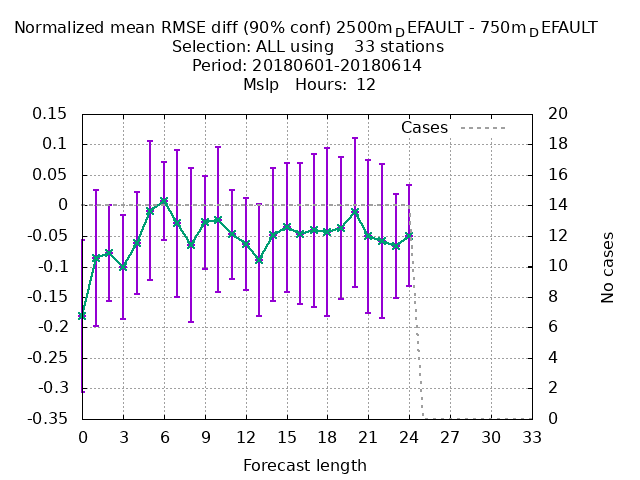 Normalized mean RMSE diff (90% conf) 2500m_DEFAULT - 750m_DEFAULT
Selection: ALL using    33 stations
Period: 20180601-20180614
Mslp   Hours: 12
Cases
0.15
0.1
0.05
0
-0.05
-0.1
-0.15
-0.2
-0.25
-0.3
-0.35
20
18
16
14
12
10
8
6
4
2
0
No cases
0 3 6 9 12 15 18 21 24 27 30 33
Forecast length